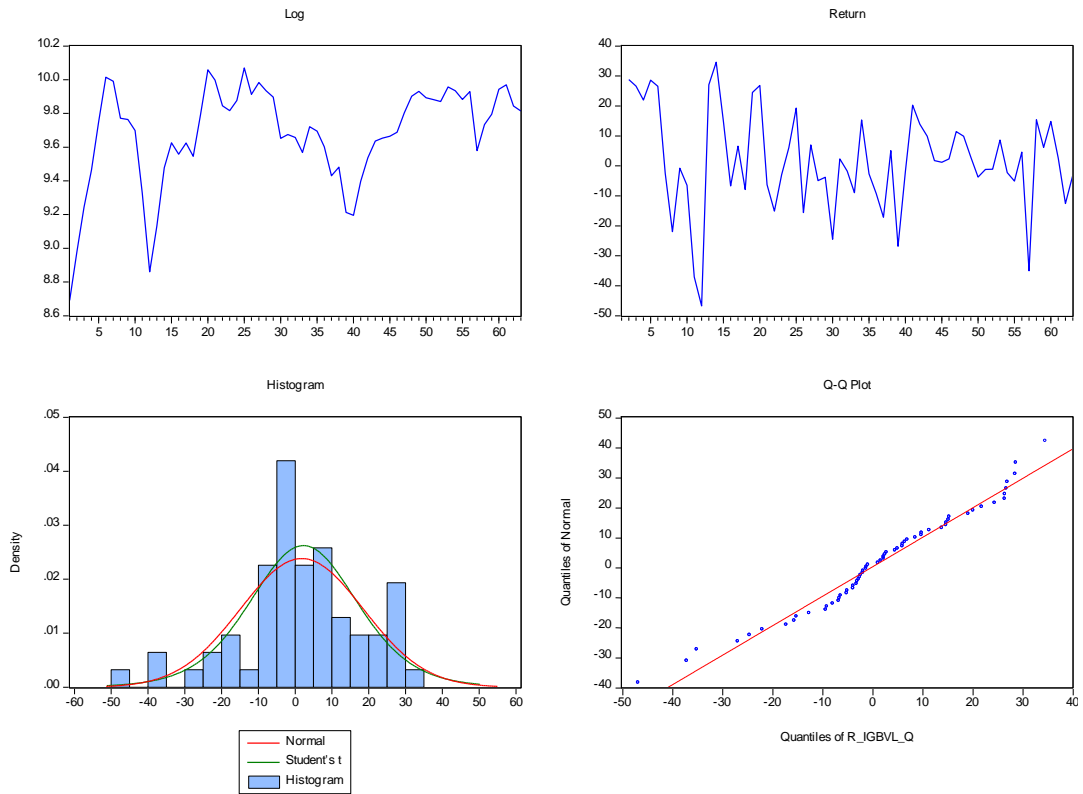 Log
10.2
10.0
9.8
9.6
9.4
9.2
9.0
8.8
8.6
5 10 15 20 25 30 35 40 45 50 55 60
Return
40
30
20
10
0
-10
-20
-30
-40
-50
5 10 15 20 25 30 35 40 45 50 55 60
Histogram
Density
.05
.04
.03
.02
.01
.00
-60 -50 -40 -30 -20 -10 0 10 20 30 40 50 60
Normal
Student's t
Histogram
Q-Q Plot
Quantiles of Normal
50
40
30
20
10
0
-10
-20
-30
-40
-50 -40 -30 -20 -10 0 10 20 30 40
Quantiles of R_IGBVL_Q